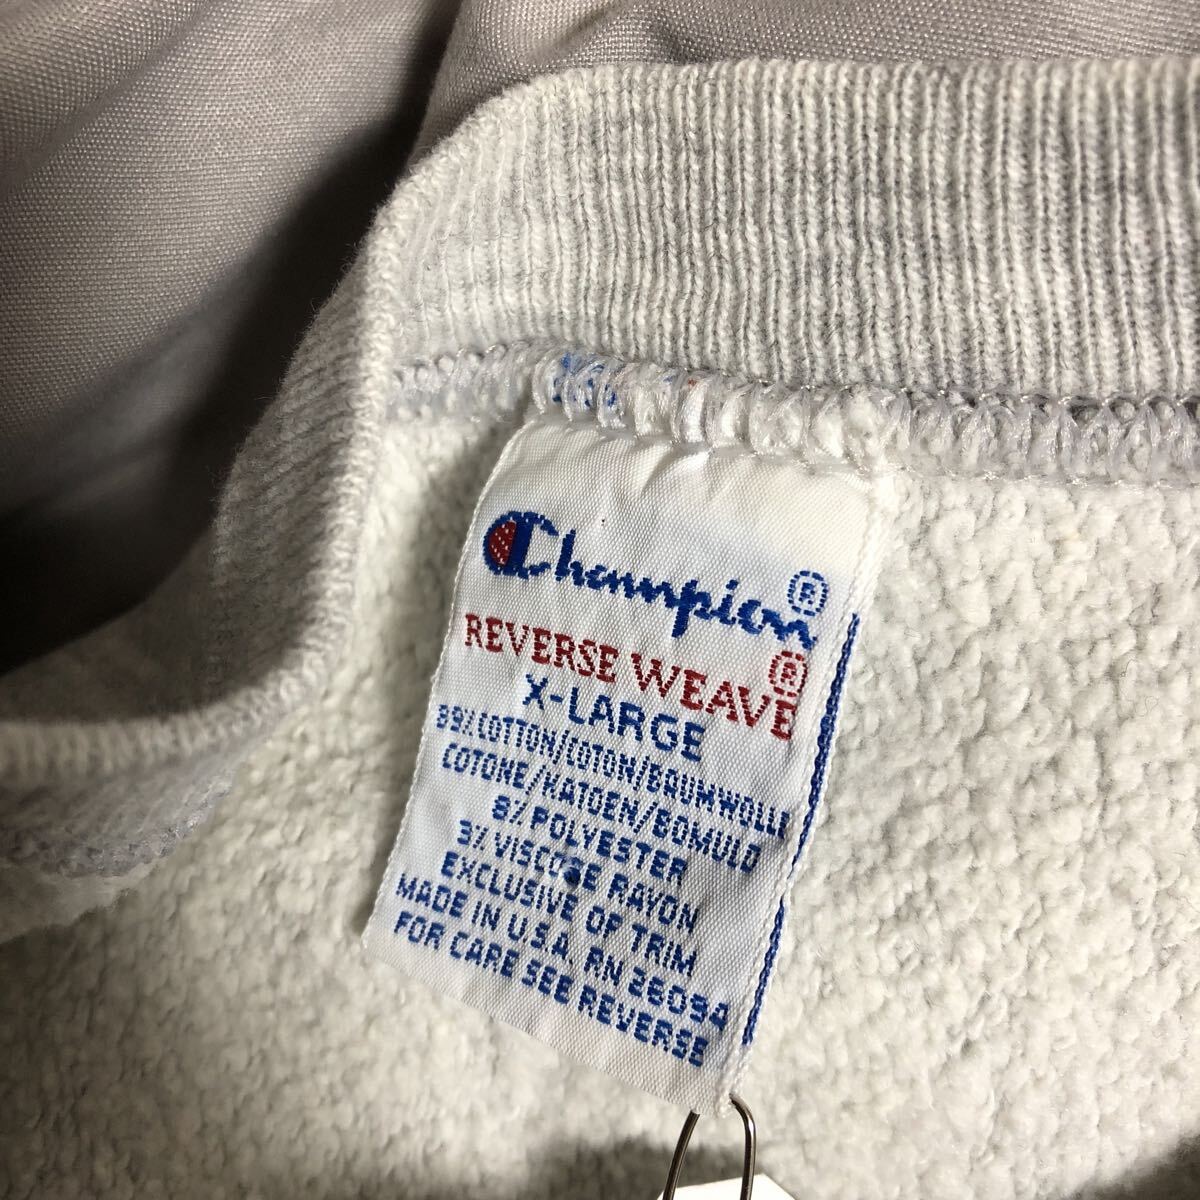 Champion®
REVERSE WEAVE®
X-LARGE
89% COTTON/COTON/BAUMWOLLE
COTONE/KATOEN/BOMULD
8% POLYESTER
3% VISCOSE RAYON
EXCLUSIVE OF TRIM
MADE IN U.S.A. RN 26094
FOR CARE SEE REVERSE